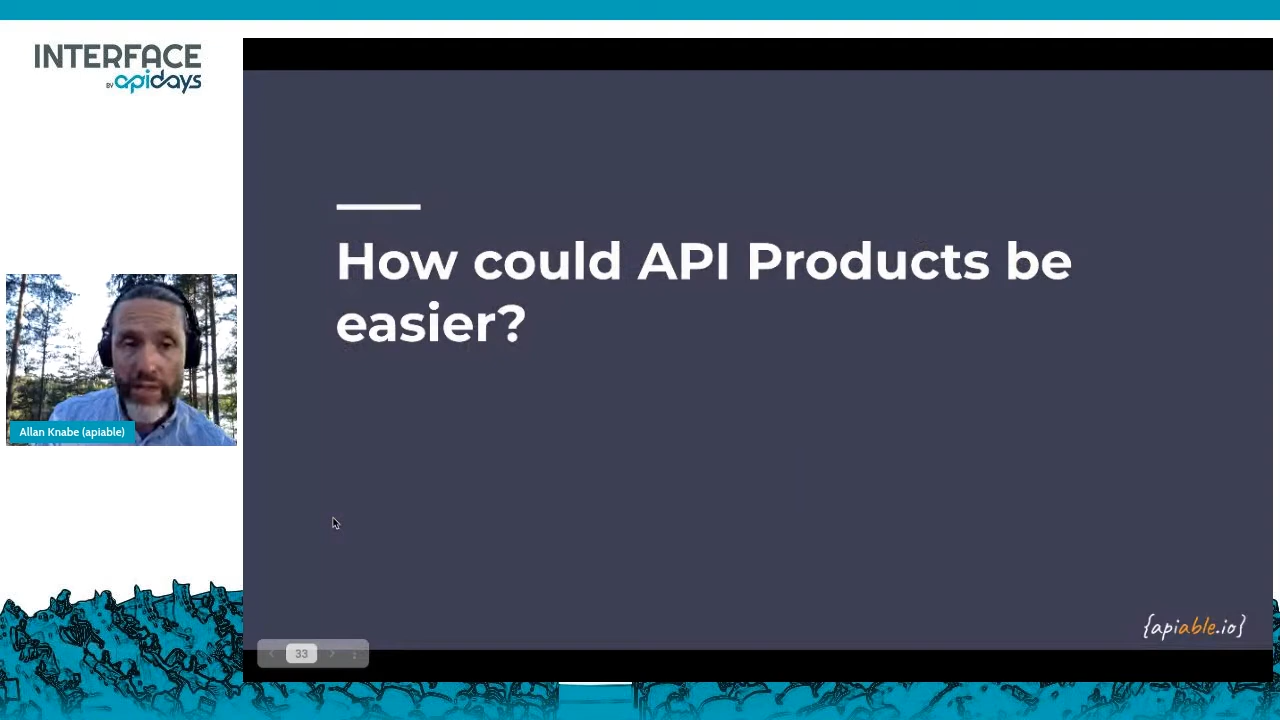 INTERFACE
BY apidays
How could API Products be
easier?
Allan Knabe (apiable)
{apiable.io}
33